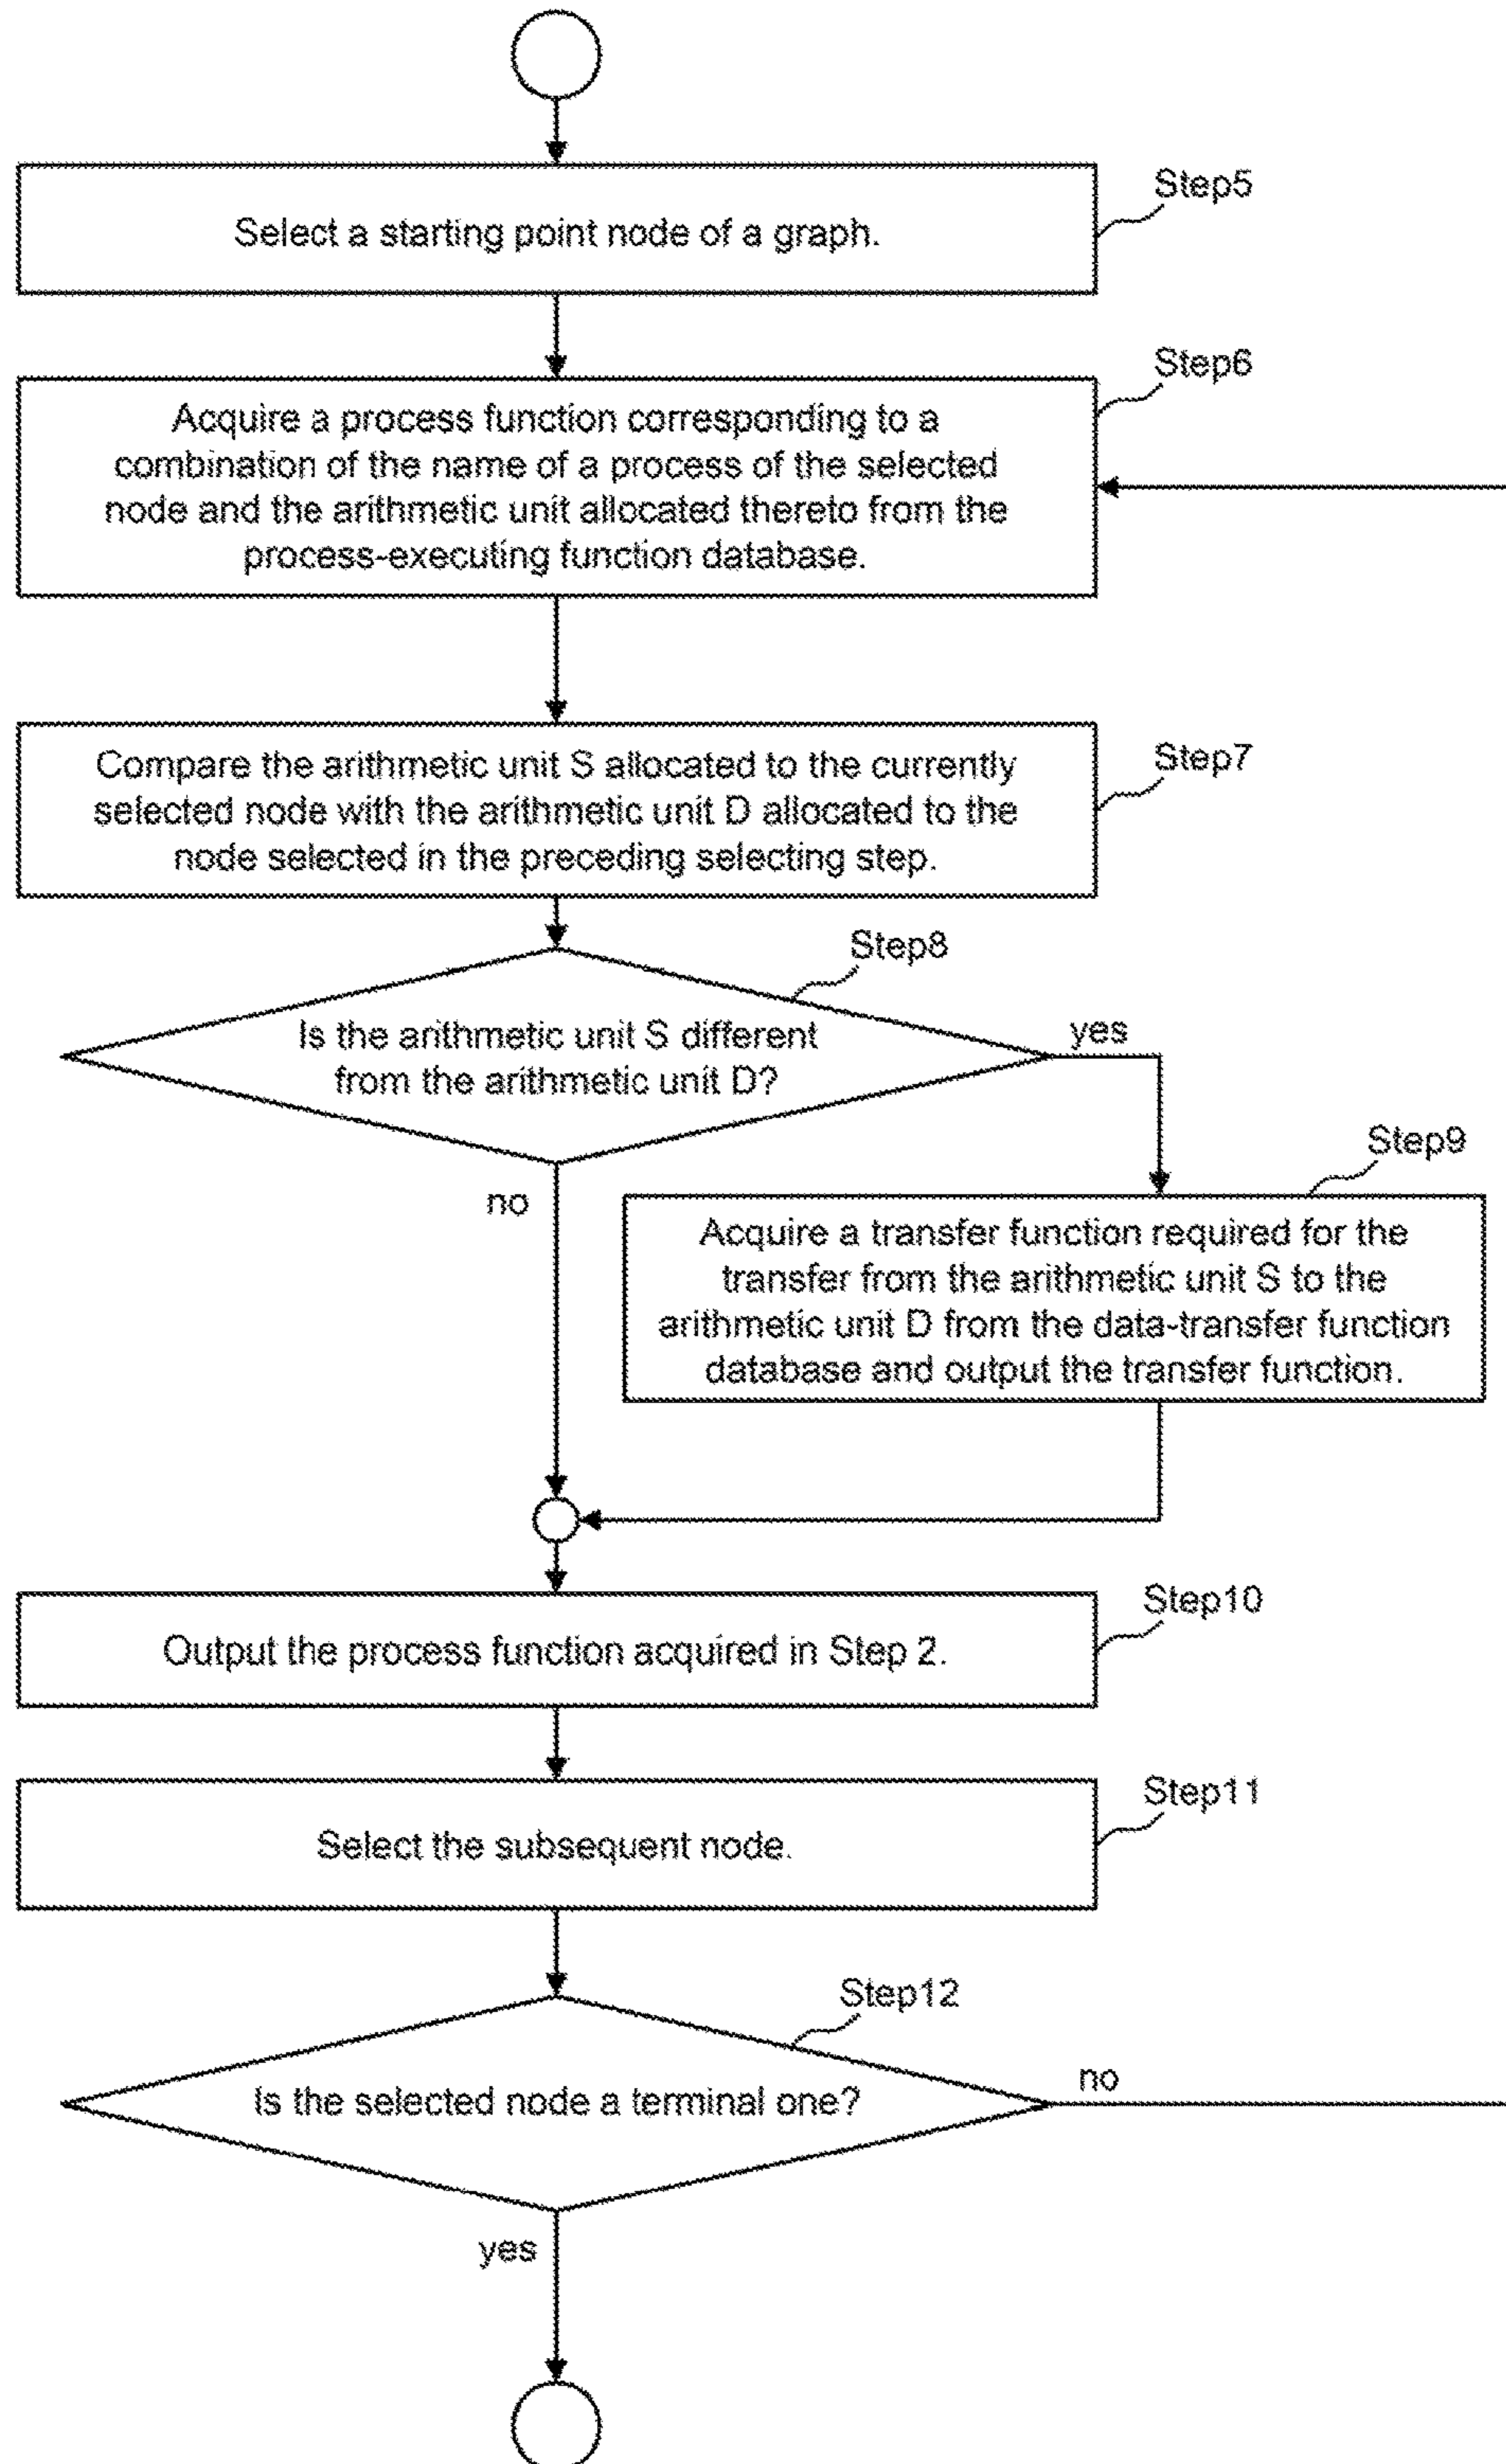 Step5
Select a starting point node of a graph.
Step6
Acquire a process function corresponding to a
combination of the name of a process of the selected
node and the arithmetic unit allocated thereto from the
process-executing function database.
Step7
Compare the arithmetic unit S allocated to the currently
selected node with the arithmetic unit D allocated to the
node selected in the preceding selecting step.
Step8
Is the arithmetic unit S different
from the arithmetic unit D?
yes
no
Step9
Acquire a transfer function required for the
transfer from the arithmetic unit S to the
arithmetic unit D from the data-transfer function
database and output the transfer function.
Step10
Output the process function acquired in Step 2.
Step11
Select the subsequent node.
Step12
Is the selected node a terminal one?
no
yes